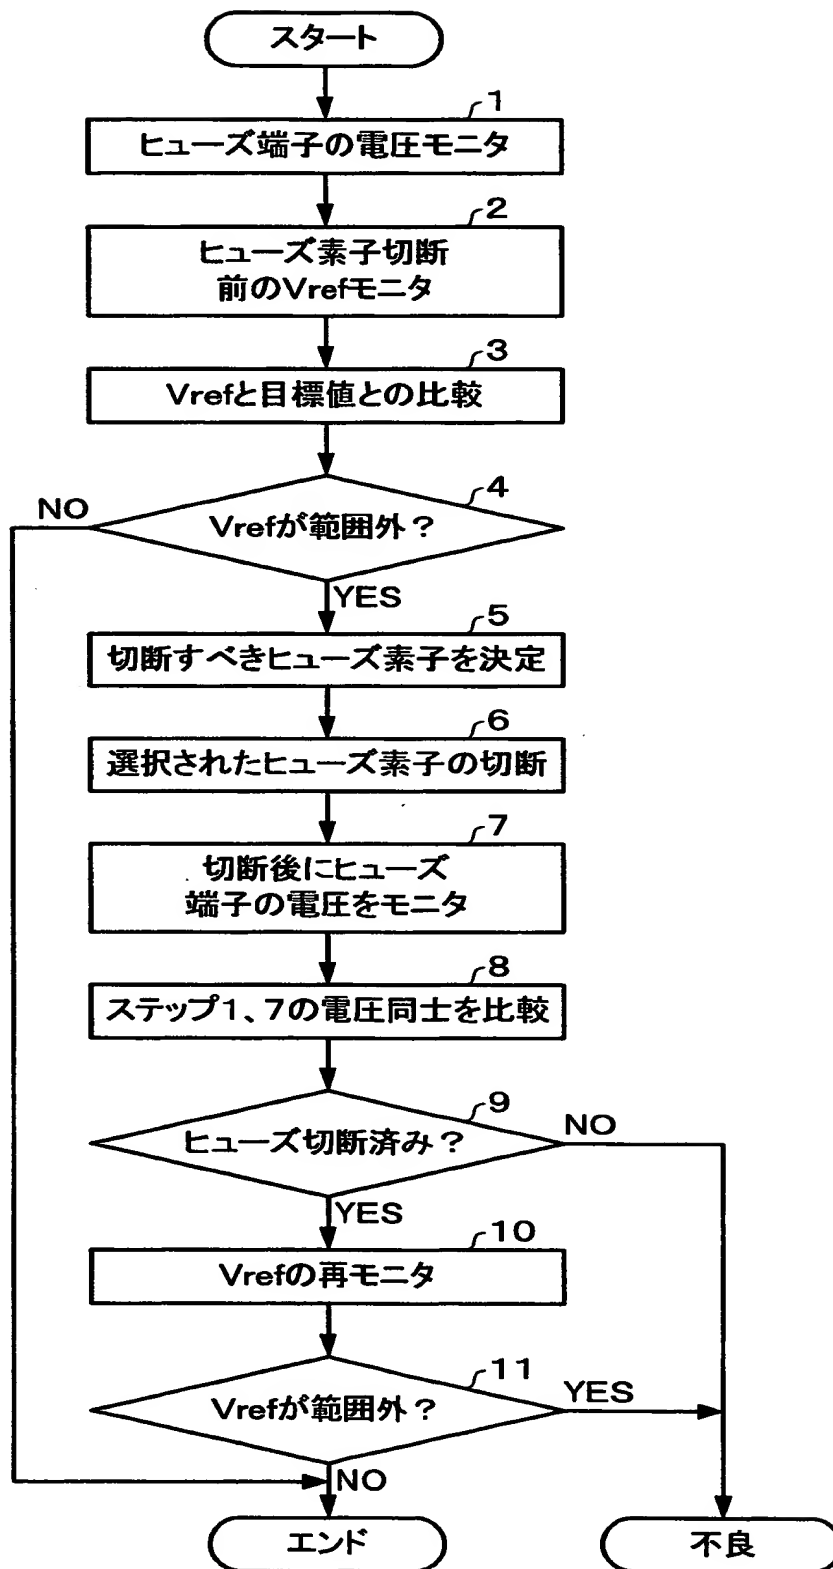 スタート
1
ヒューズ端子の電圧モニタ
2
ヒューズ素子切断
前のVrefモニタ
3
Vrefと目標値との比較
4
NO
Vrefが範囲外？
YES
5
切断すべきヒューズ素子を決定
6
選択されたヒューズ素子の切断
7
切断後にヒューズ
端子の電圧をモニタ
8
ステップ1、7の電圧同士を比較
9
NO
ヒューズ切断済み？
YES
10
Vrefの再モニタ
11
YES
Vrefが範囲外？
NO
エンド
不良